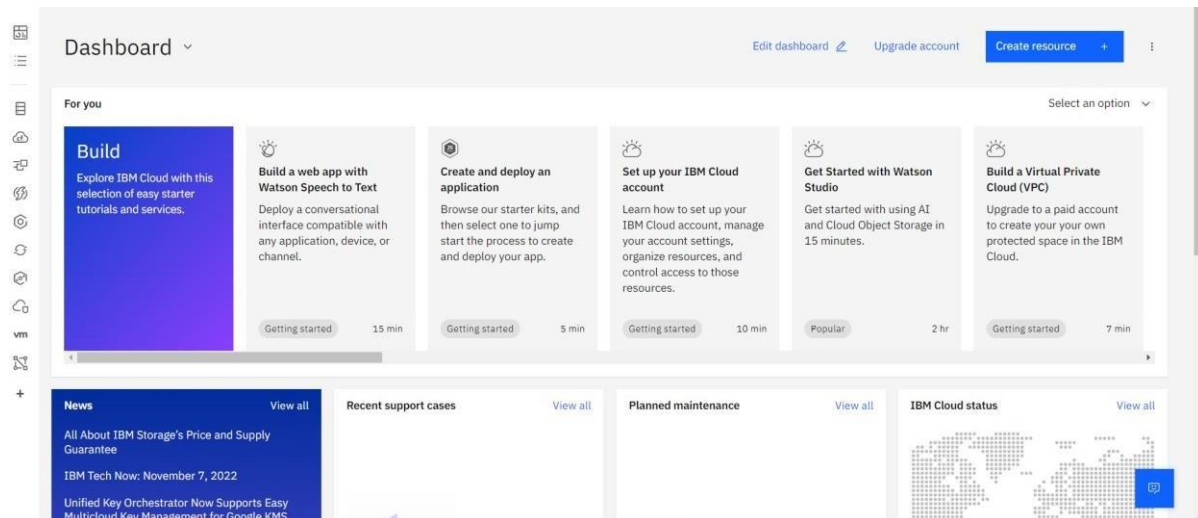 Dashboard
Edit dashboard
Upgrade account
Create resource +
For you
Select an option
Build
Explore IBM Cloud with this
selection of easy starter
tutorials and services.
Build a web app with
Watson Speech to Text
Deploy a conversational
interface compatible with
any application, device, or
channel.
Getting started 15 min
Create and deploy an
application
Browse our starter kits, and
then select one to jump
start the process to create
and deploy your app.
Getting started 5 min
Set up your IBM Cloud
account
Learn how to set up your
IBM Cloud account, manage
your account settings,
organize resources, and
control access to those
resources.
Getting started 10 min
Get Started with Watson
Studio
Get started with using AI
and Cloud Object Storage in
15 minutes.
Popular 2 hr
Build a Virtual Private
Cloud (VPC)
Upgrade to a paid account
to create your your own
protected space in the IBM
Cloud.
Getting started 7 min
vm
News View all
All About IBM Storage's Price and Supply
Guarantee
IBM Tech Now: November 7, 2022
Unified Key Orchestrator Now Supports Easy
Multicloud Key Management for Google KMS
Recent support cases View all
Planned maintenance View all
IBM Cloud status View all